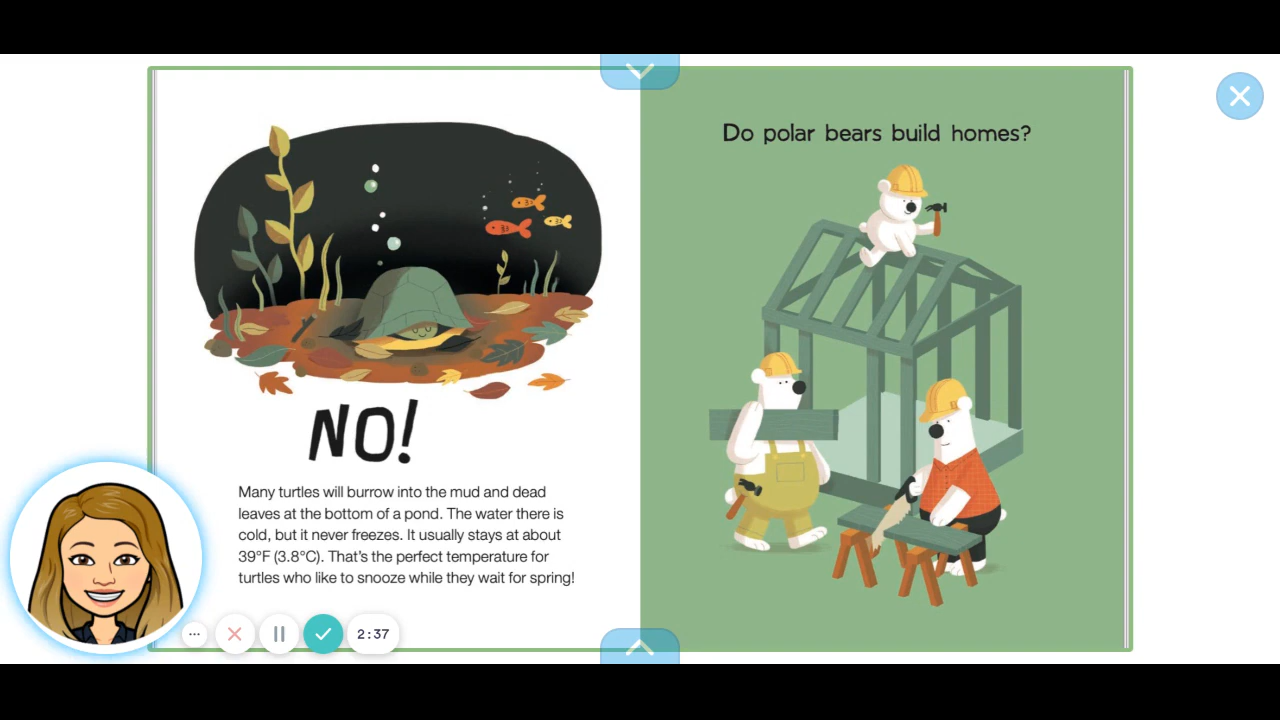 NO!
Many turtles will burrow into the mud and dead
leaves at the bottom of a pond. The water there is
cold, but it never freezes. It usually stays at about
39°F (3.8°C). That's the perfect temperature for
turtles who like to snooze while they wait for spring!
Do polar bears build homes?
2:37